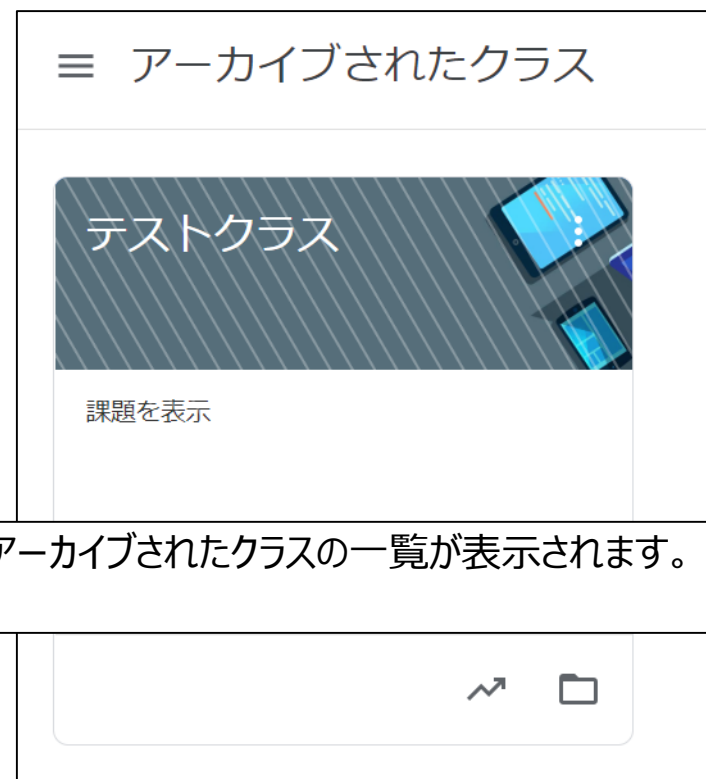 アーカイブされたクラス
テストクラス
課題を表示
アーカイブされたクラスの一覧が表示されます。